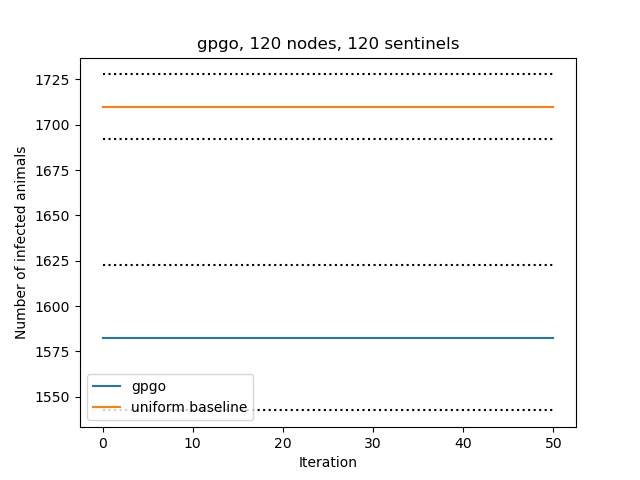 gpgo, 120 nodes, 120 sentinels
1725
1700
1675
1650
1625
1600
1575
1550
Number of infected animals
gpgo
uniform baseline
0 10 20 30 40 50
Iteration